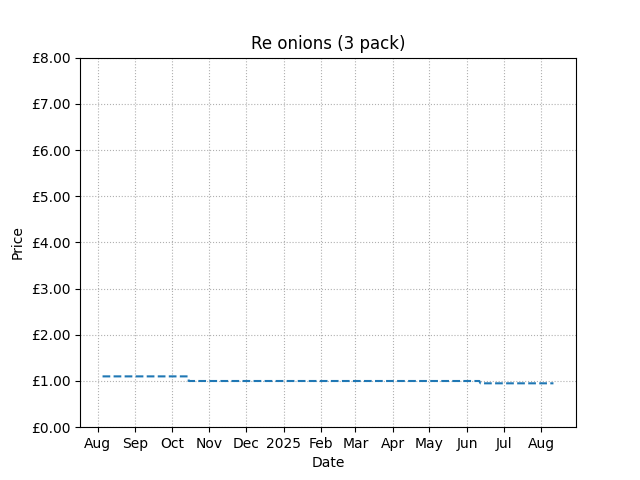 Re onions (3 pack)
£8.00
£7.00
£6.00
£5.00
£4.00
£3.00
£2.00
£1.00
£0.00
Price
Aug Sep Oct Nov Dec 2025 Feb Mar Apr May Jun Jul Aug
Date